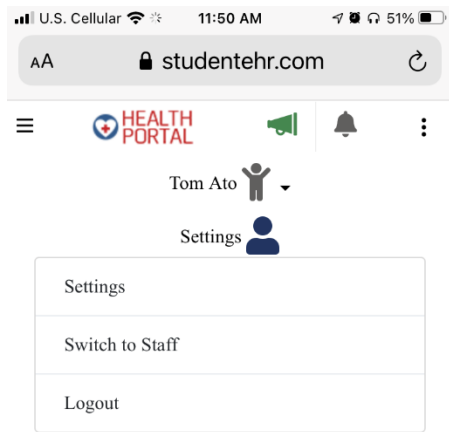 U.S. Cellular 11:50 AM 51%
AA studentehr.com
HEALTH
PORTAL
Tom Ato
Settings
Settings
Switch to Staff
Logout